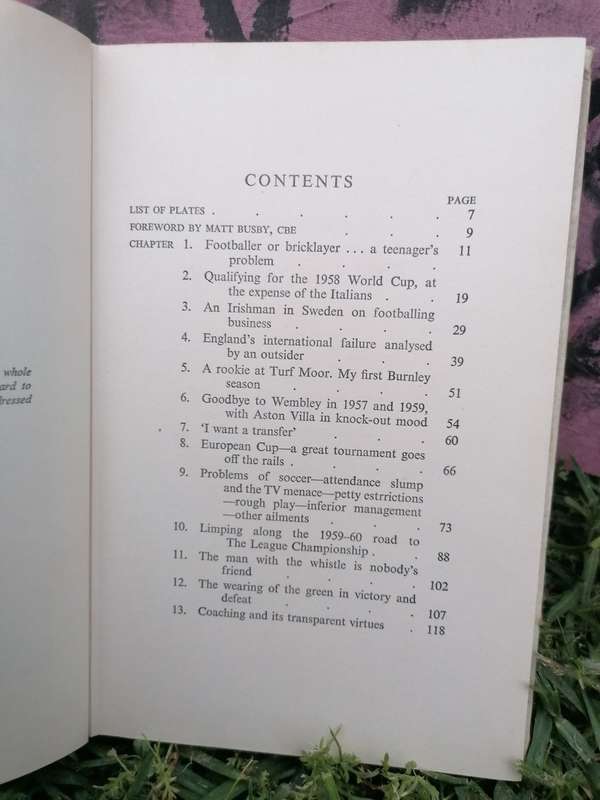 whole
ard to
dressed
CONTENTS
PAGE
LIST OF PLATES . . . . . . 7
FOREWORD BY MATT BUSBY, CBE . . . 9
CHAPTER 1. Footballer or bricklayer ... a teenager's 11
problem . . . .
2. Qualifying for the 1958 World Cup, at
the expense of the Italians . . 19
3. An Irishman in Sweden on footballing
business . . . . 29
4. England's international failure analysed
by an outsider . . . 39
5. A rookie at Turf Moor. My first Burnley
season . . . . 51
6. Goodbye to Wembley in 1957 and 1959,
with Aston Villa in knock-out mood 54
7. 'I want a transfer' . . . 60
8. European Cup—a great tournament goes
off the rails . . . . 66
9. Problems of soccer—attendance slump
and the TV menace—petty estrrictions
—rough play—inferior management
—other ailments . . . 73
10. Limping along the 1959–60 road to
The League Championship . . 88
11. The man with the whistle is nobody's
friend . . . . 102
12. The wearing of the green in victory and
defeat . . . . 107
13. Coaching and its transparent virtues . 118